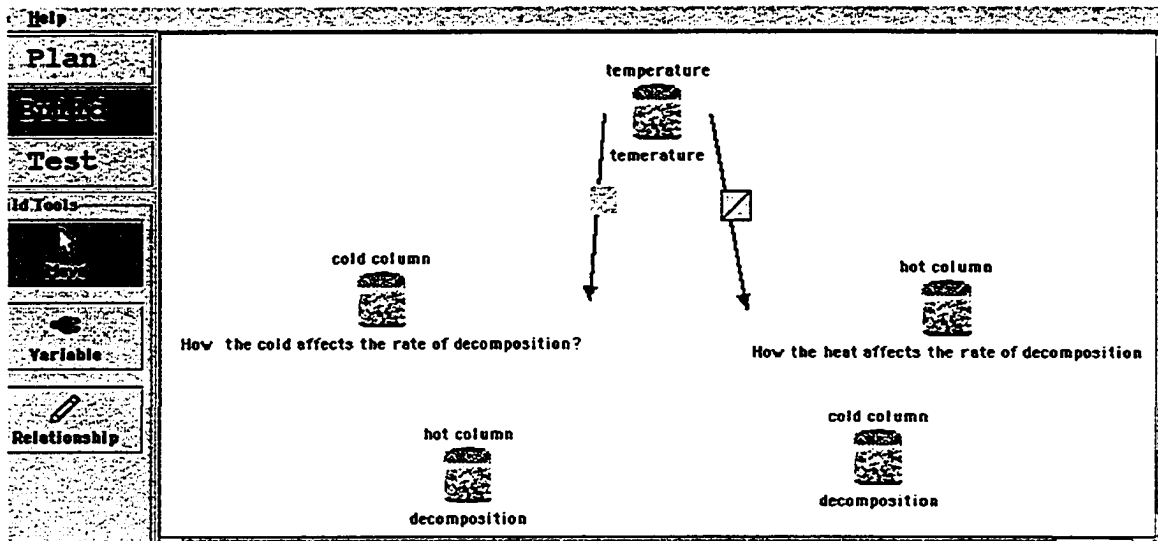 Help
Plan
Build
Test
ild Tools
Move
Variable
Relationship
temperature
temerature
cold column
How the cold affects the rate of decomposition?
hot column
How the heat affects the rate of decomposition
hot column
decomposition
cold column
decomposition